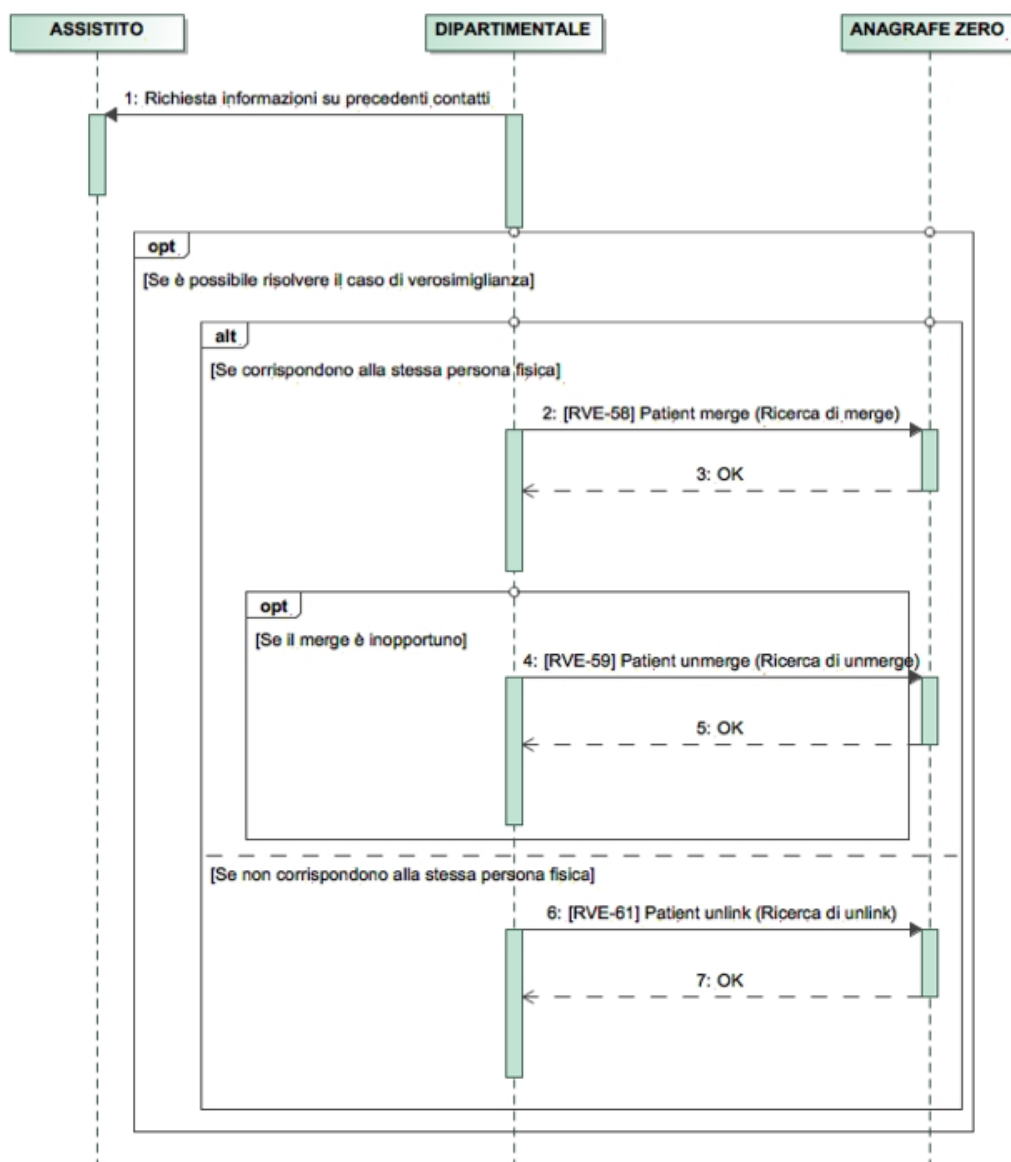 ASSISTITO
DIPARTIMENTALE
ANAGRAFE ZERO
1: Richiesta informazioni su precedenti contatti
opt
[Se è possibile risolvere il caso di verosimiglianza]
alt
[Se corrispondono alla stessa persona fisica]
2: [RVE-58] Patient merge (Ricerca di merge)
3: OK
opt
[Se il merge è inopportuno]
4: [RVE-59] Patient unmerge (Ricerca di unmerge)
5: OK
[Se non corrispondono alla stessa persona fisica]
6: [RVE-61] Patient unlink (Ricerca di unlink)
7: OK